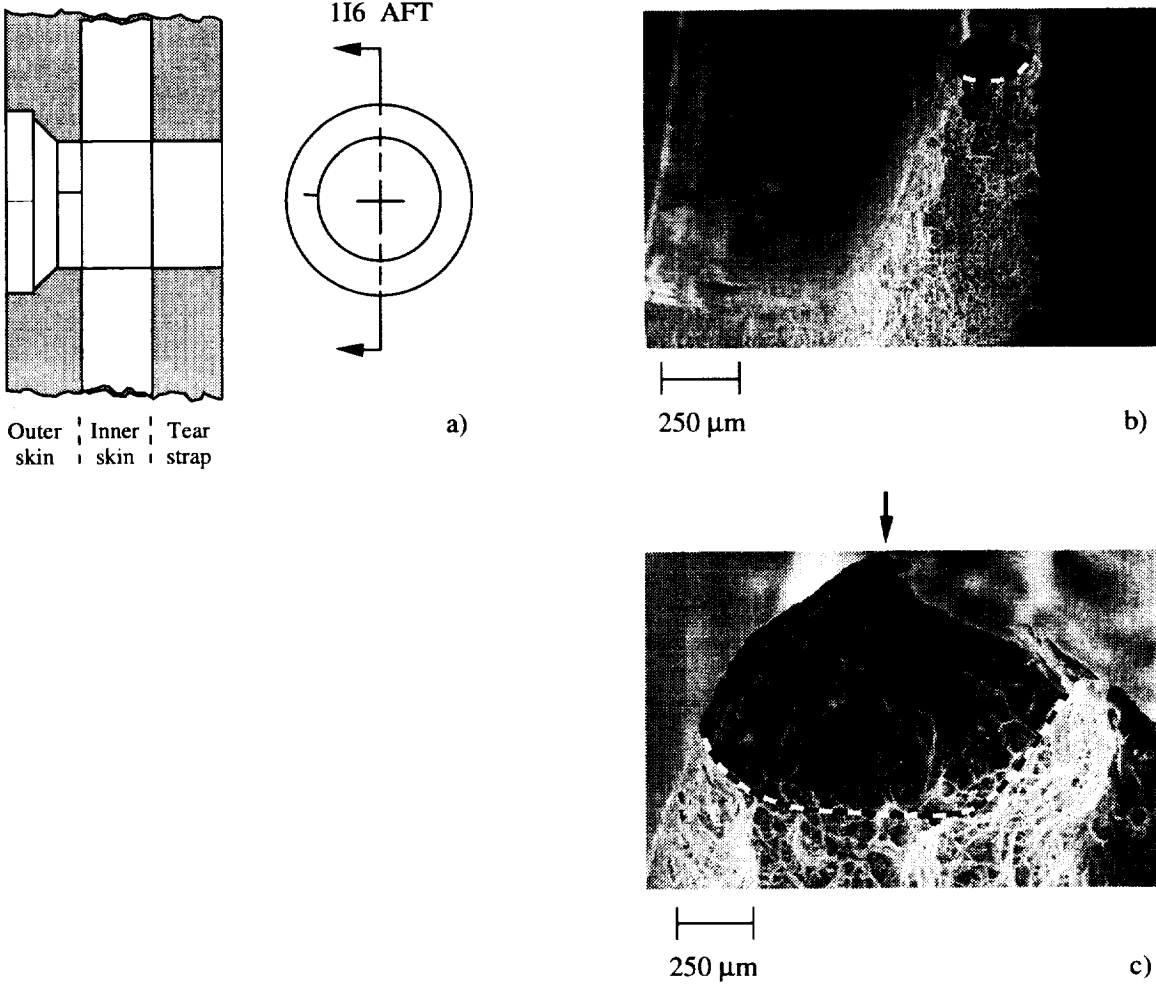 1I6 AFT
Outer skin
Inner skin
Tear strap
a)
250 µm
b)
250 µm
c)